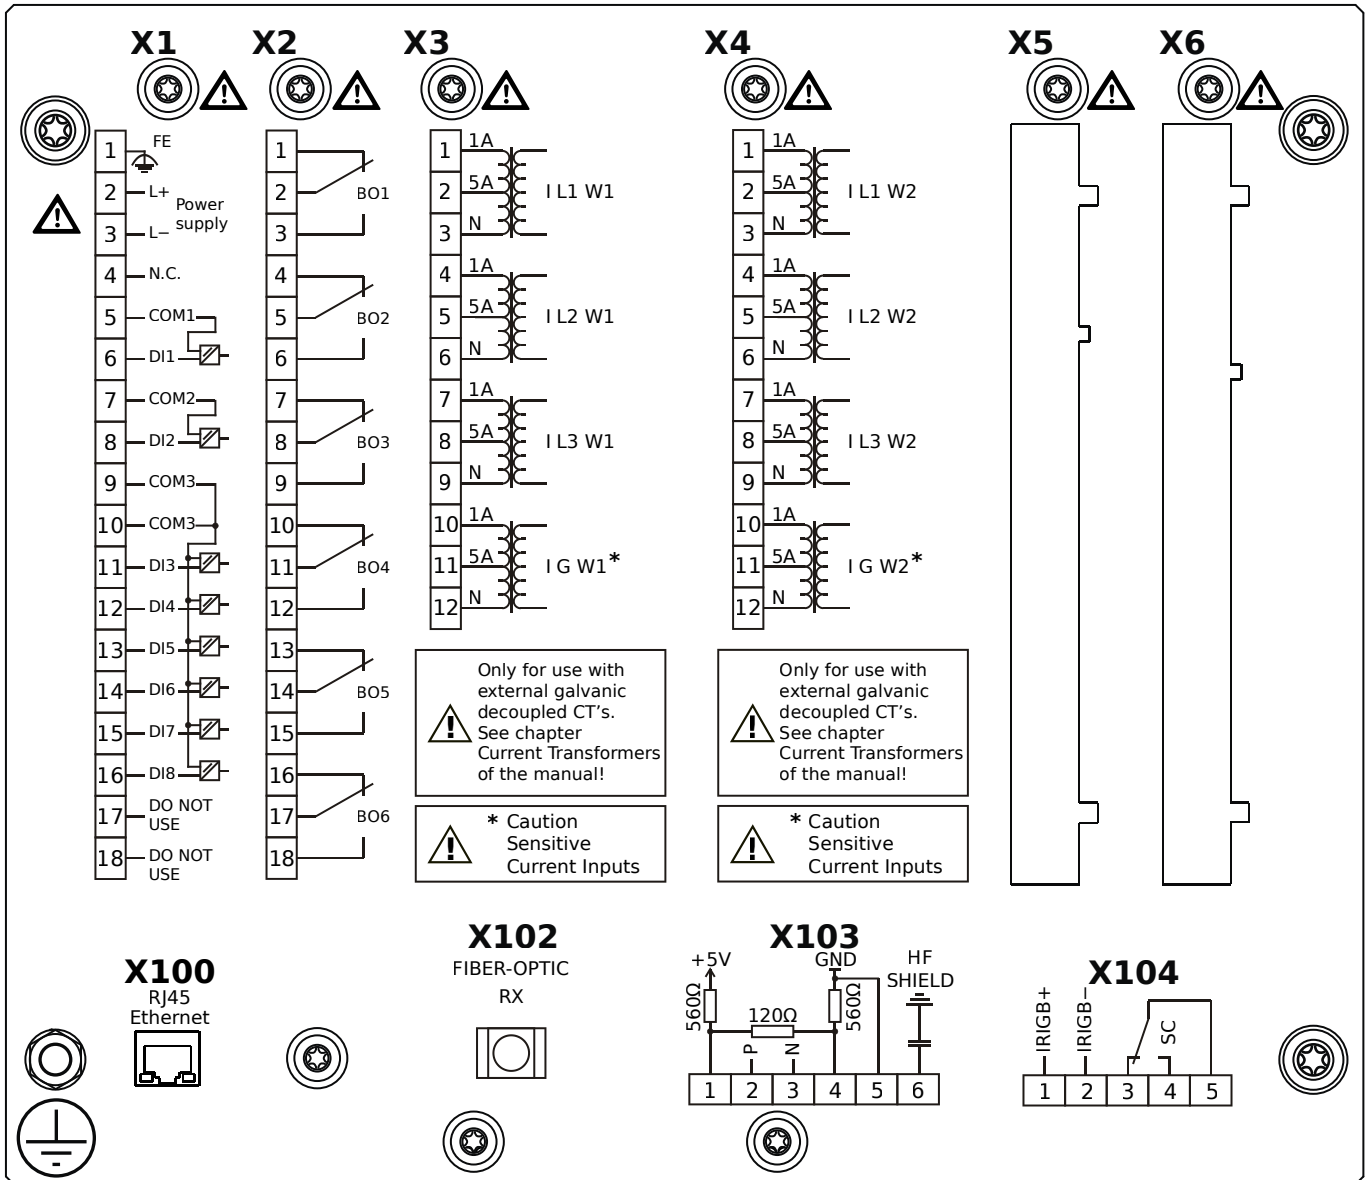 X1 X2 X3 X4 X5 X6
1 FE
2 L+
Power
supply
3 L−
4 N.C.
5 COM1
6 DI1
7 COM2
8 DI2
9 COM3
10 COM3
11 DI3
12 DI4
13 DI5
14 DI6
15 DI7
16 DI8
17 DO NOT
USE
18 DO NOT
USE
1
2 BO1
3
4
5 BO2
6
7
8 BO3
9
10
11 BO4
12
13
14 BO5
15
16
17 BO6
18
1 1A
2 5A I L1 W1
3 N
4 1A
5 5A I L2 W1
6 N
7 1A
8 5A I L3 W1
9 N
10 1A
11 5A I G W1*
12 N
Only for use with
external galvanic
decoupled CT's.
See chapter
Current Transformers
of the manual!
* Caution
Sensitive
Current Inputs
1 1A
2 5A I L1 W2
3 N
4 1A
5 5A I L2 W2
6 N
7 1A
8 5A I L3 W2
9 N
10 1A
11 5A I G W2*
12 N
Only for use with
external galvanic
decoupled CT's.
See chapter
Current Transformers
of the manual!
* Caution
Sensitive
Current Inputs
X100
RJ45
Ethernet
X102
FIBER-OPTIC
RX
X103
+5V GND HF
SHIELD
560Ω 120Ω 560Ω
P N
1 2 3 4 5 6
X104
IRIGB+ IRIGB− SC
1 2 3 4 5